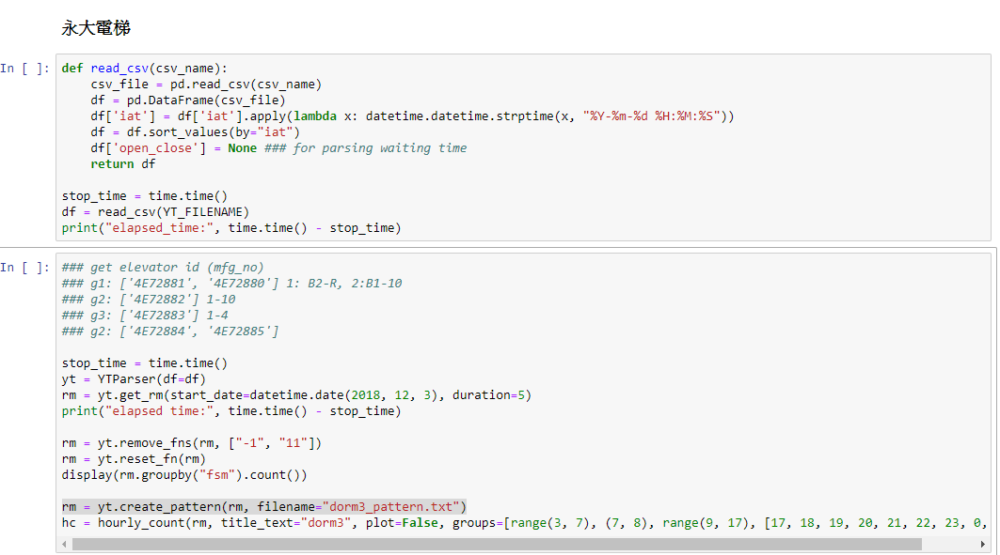 永大電梯
In [ ]: def read_csv(csv_name):
    csv_file = pd.read_csv(csv_name)
    df = pd.DataFrame(csv_file)
    df['iat'] = df['iat'].apply(lambda x: datetime.datetime.strptime(x, "%Y-%m-%d %H:%M:%S"))
    df = df.sort_values(by="iat")
    df['open_close'] = None ### for parsing waiting time
    return df
stop_time = time.time()
df = read_csv(YT_FILENAME)
print("elapsed_time:", time.time() - stop_time)
In [ ]: ### get elevator id (mfg_no)
### g1: ['4E72881', '4E72880'] 1: B2-R, 2:B1-10
### g2: ['4E72882'] 1-10
### g3: ['4E72883'] 1-4
### g2: ['4E72884', '4E72885']
stop_time = time.time()
yt = YTParser(df=df)
rm = yt.get_rm(start_date=datetime.date(2018, 12, 3), duration=5)
print("elapsed time:", time.time() - stop_time)
rm = yt.remove_fns(rm, ["-1", "11"])
rm = yt.reset_fn(rm)
display(rm.groupby("fsm").count())
rm = yt.create_pattern(rm, filename="dorm3_pattern.txt")
hc = hourly_count(rm, title_text="dorm3", plot=False, groups=[range(3, 7), (7, 8), range(9, 17), [17, 18, 19, 20, 21, 22, 23, 0,